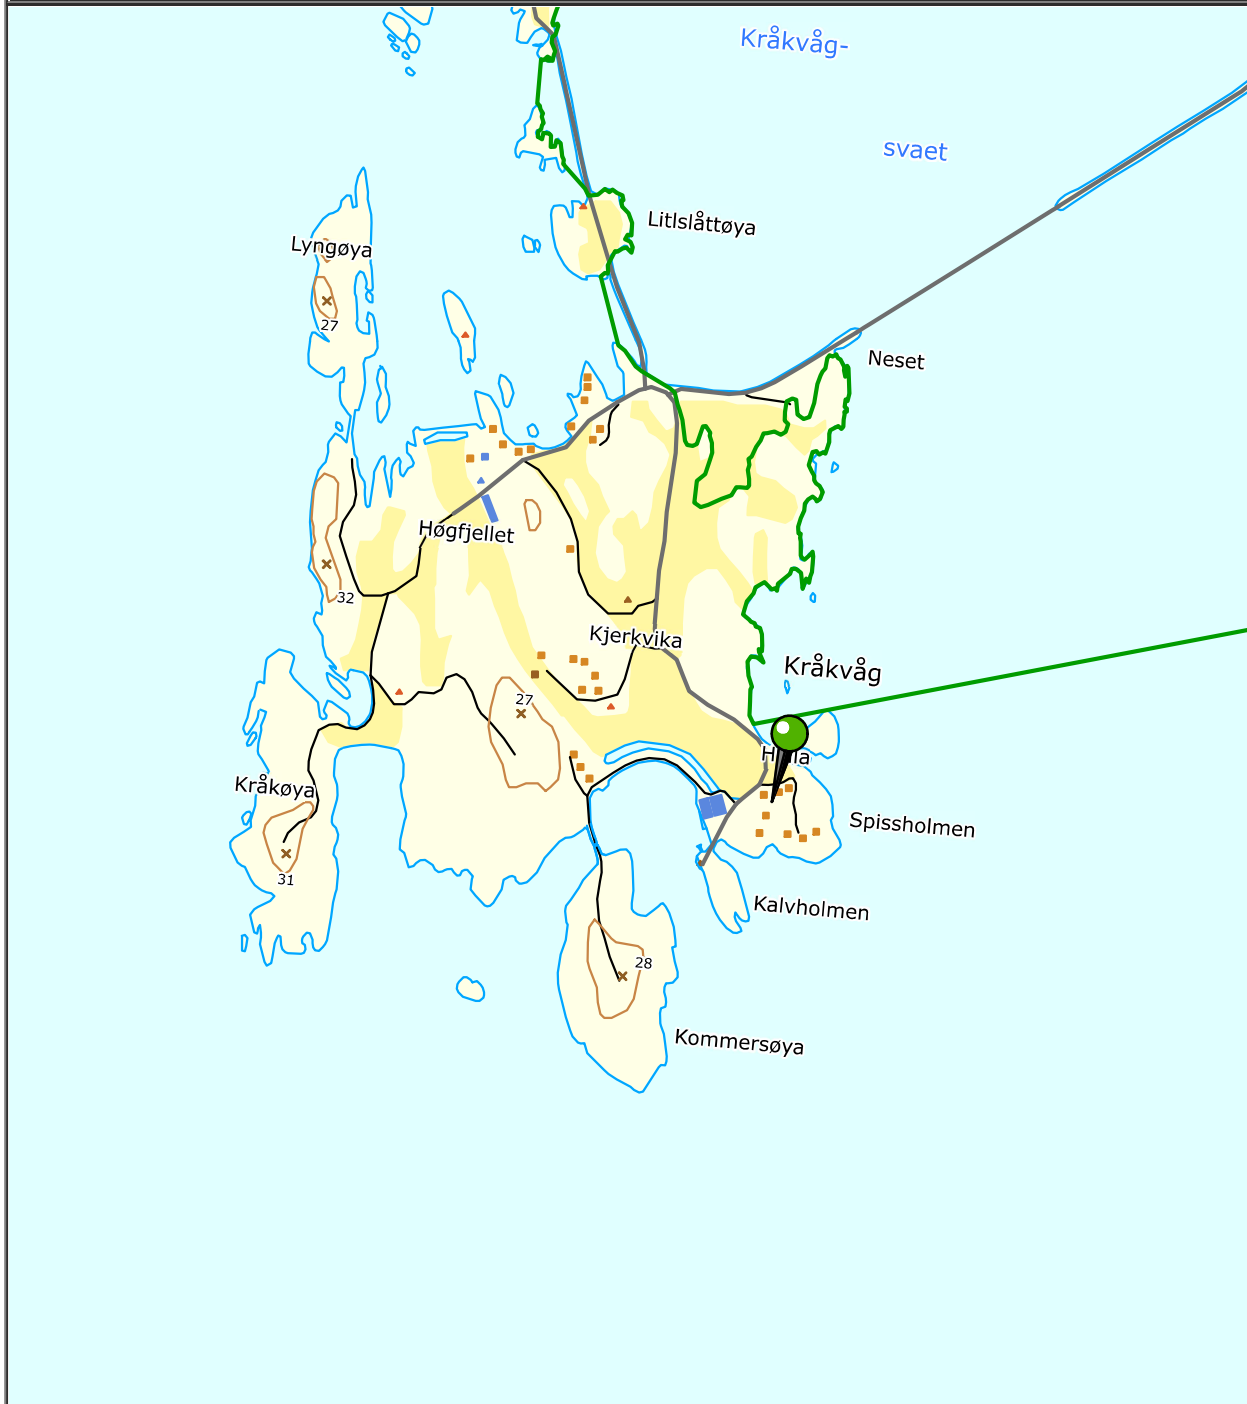 Kråkvåg-
svaet
Litlslåttøya
Lyngøya
27
Neset
Høgfjellet
32
Kjerkvika
Kråkvåg
27
Kråkøya
Spissholmen
31
Kalvholmen
28
Kommersøya